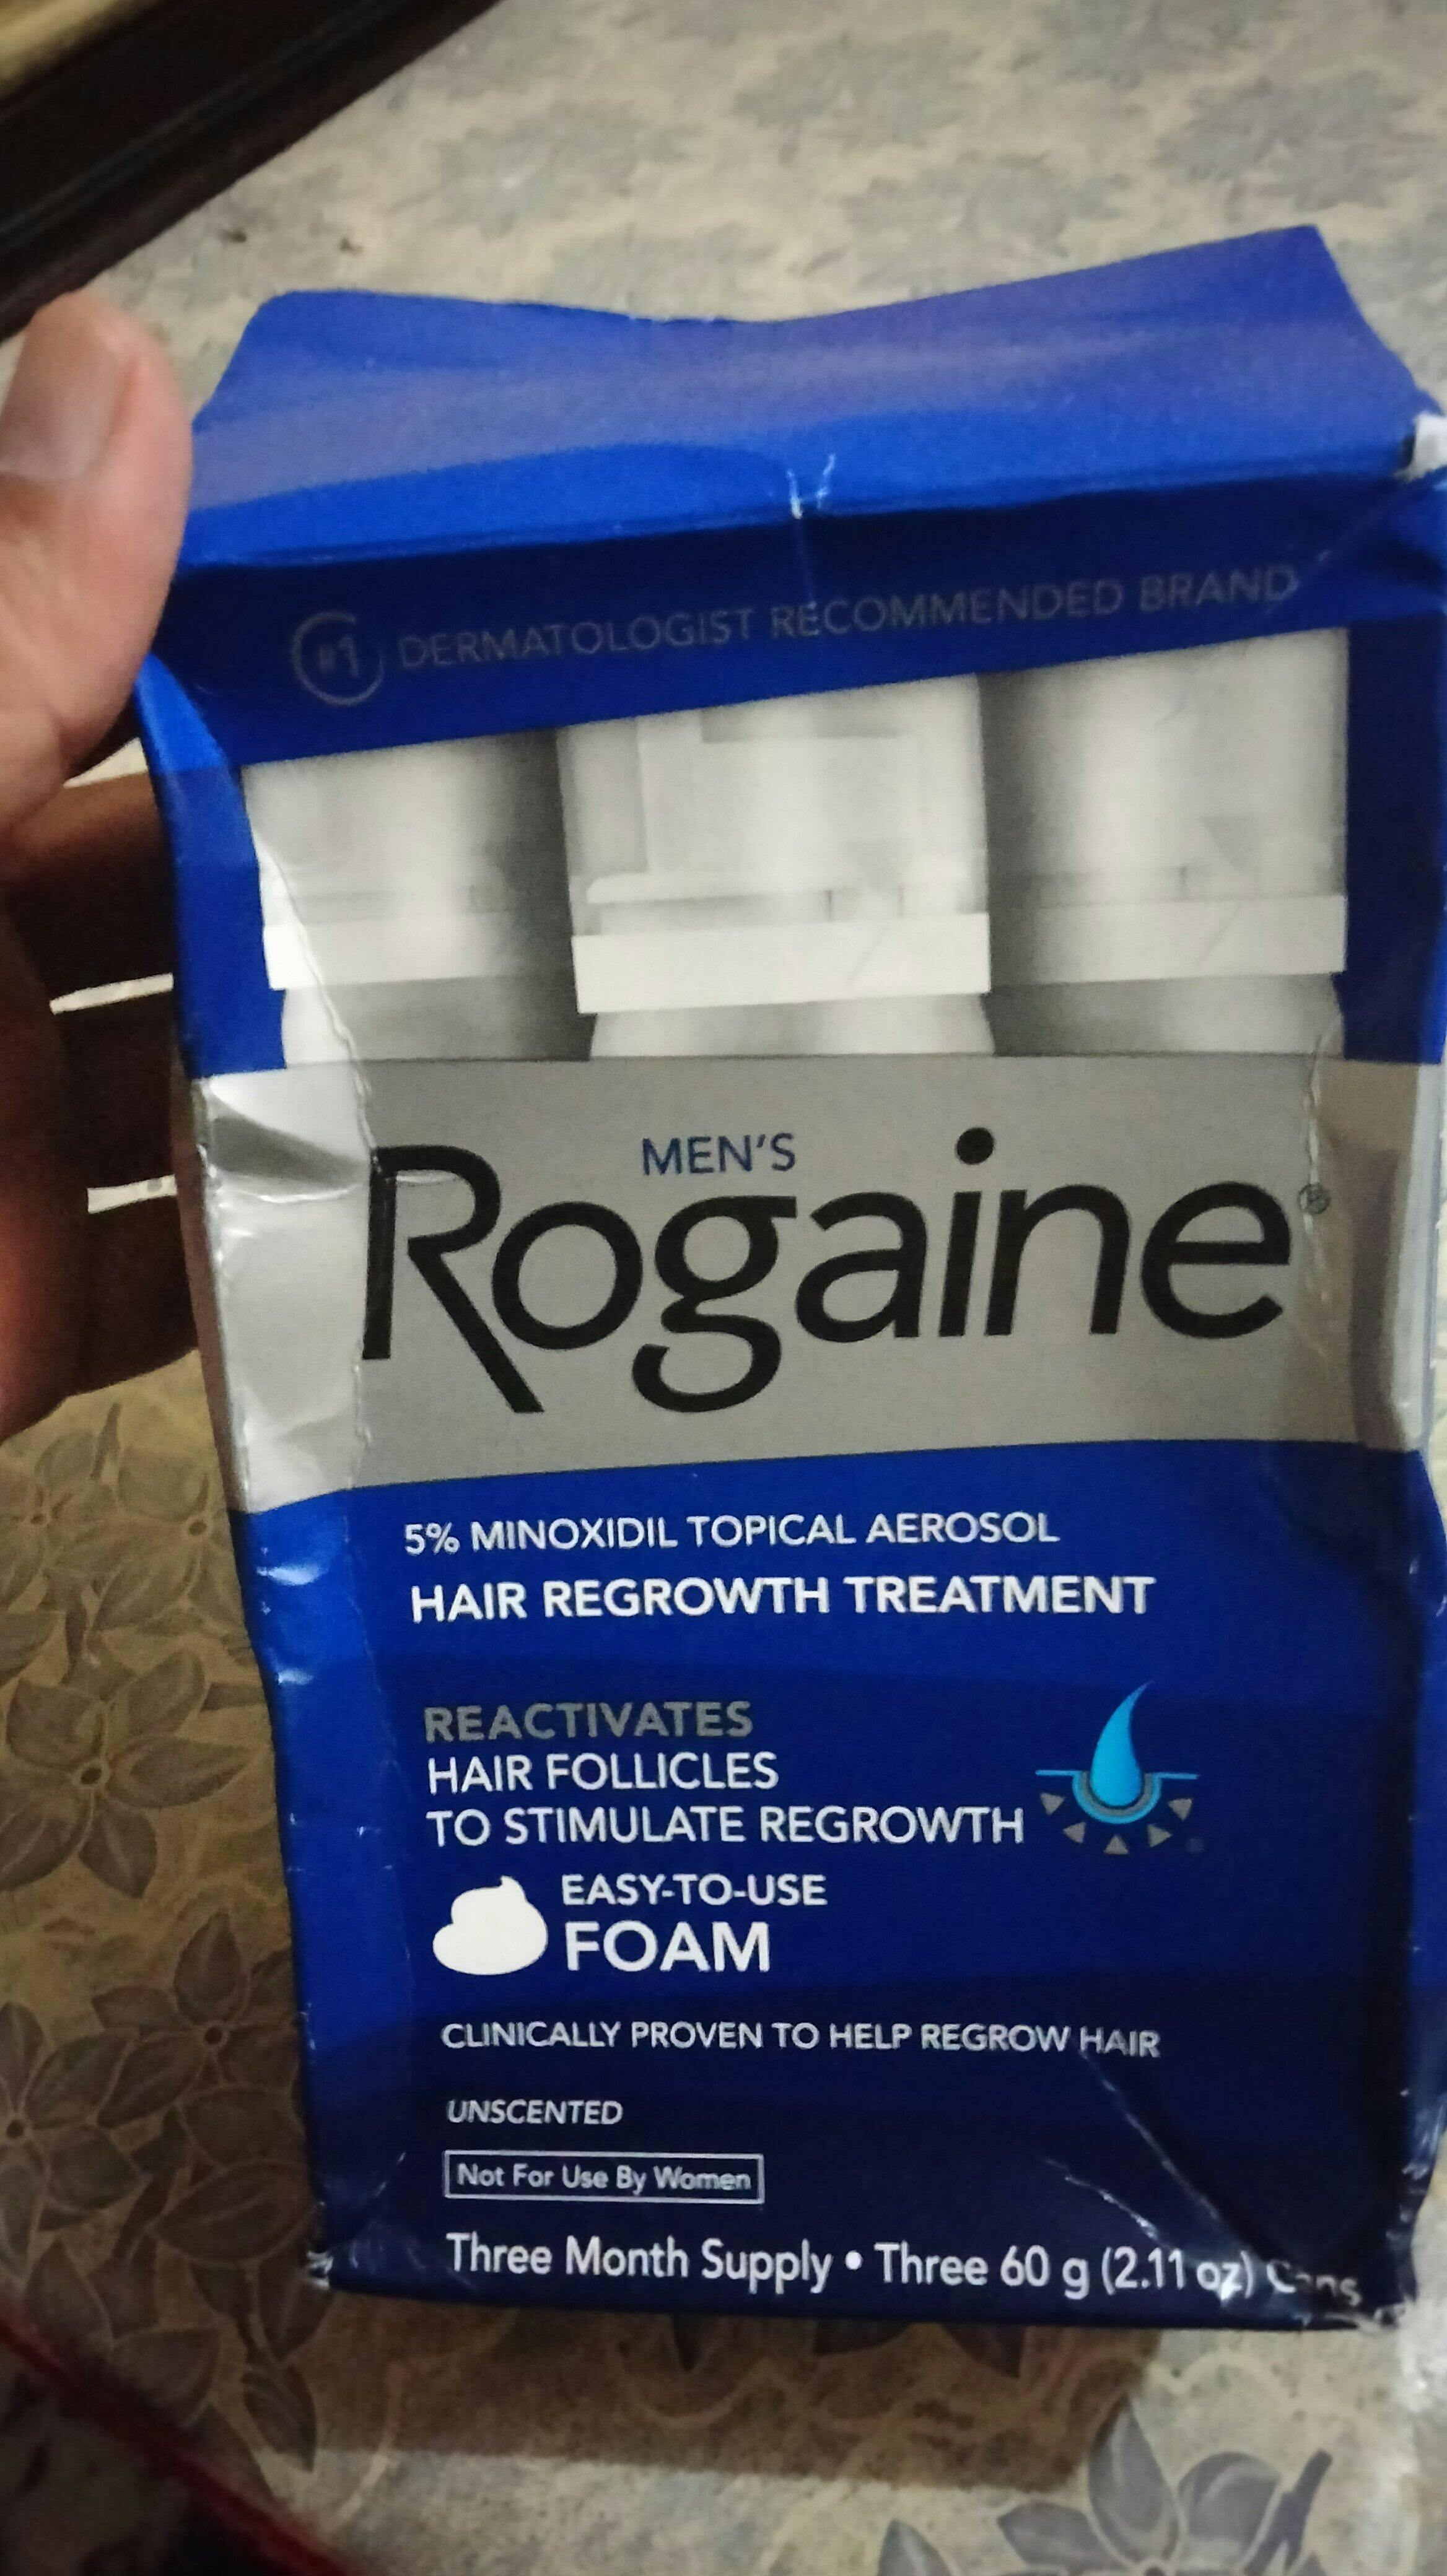 #1 DERMATOLOGIST RECOMMENDED BRAND
MEN'S
Rogaine®
5% MINOXIDIL TOPICAL AEROSOL
HAIR REGROWTH TREATMENT
REACTIVATES
HAIR FOLLICLES
TO STIMULATE REGROWTH
EASY-TO-USE
FOAM
CLINICALLY PROVEN TO HELP REGROW HAIR
UNSCENTED
Not For Use By Women
Three Month Supply • Three 60 g (2.11 oz) Cans